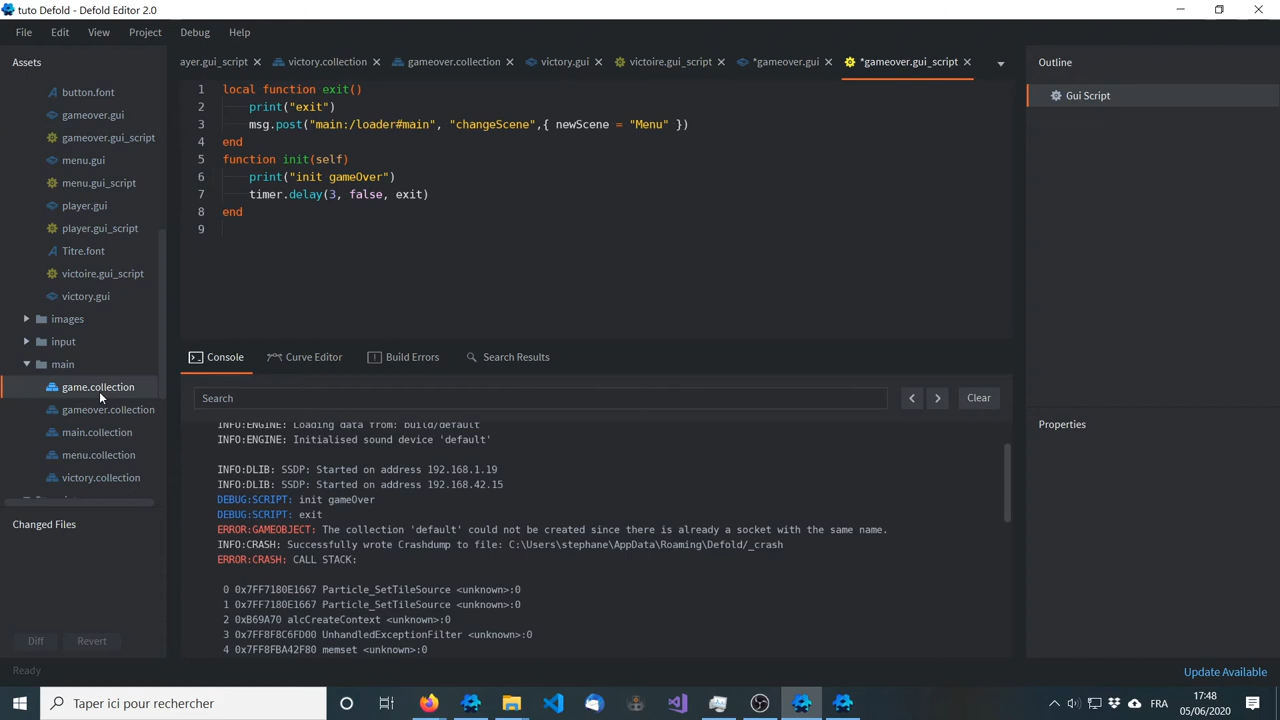 tuto Defold - Defold Editor 2.0
File Edit View Project Debug Help
Assets
button.font
gameover.gui
gameover.gui_script
menu.gui
menu.gui_script
player.gui
player.gui_script
Titre.font
victoire.gui_script
victory.gui
images
input
main
game.collection
gameover.collection
main.collection
menu.collection
victory.collection
Changed Files
Diff Revert
Ready
ayer.gui_script victory.collection gameover.collection victory.gui victoire.gui_script *gameover.gui *gameover.gui_script
1 local function exit()
2 print("exit")
3 msg.post("main:/loader#main", "changeScene",{ newScene = "Menu" })
4 end
5 function init(self)
6 print("init gameOver")
7 timer.delay(3, false, exit)
8 end
9
Console Curve Editor Build Errors Search Results
Search Clear
INFO:ENGINE: Loading data from: build/default
INFO:ENGINE: Initialised sound device 'default'
INFO:DLIB: SSDP: Started on address 192.168.1.19
INFO:DLIB: SSDP: Started on address 192.168.42.15
DEBUG:SCRIPT: init gameOver
DEBUG:SCRIPT: exit
ERROR:GAMEOBJECT: The collection 'default' could not be created since there is already a socket with the same name.
INFO:CRASH: Successfully wrote Crashdump to file: C:\Users\stephane\AppData\Roaming\Defold/_crash
ERROR:CRASH: CALL STACK:
0 0x7FF7180E1667 Particle_SetTileSource <unknown>:0
1 0x7FF7180E1667 Particle_SetTileSource <unknown>:0
2 0xB69A70 alcCreateContext <unknown>:0
3 0x7FF8F8C6FD00 UnhandledExceptionFilter <unknown>:0
4 0x7FF8FBA42F80 memset <unknown>:0
Outline
Gui Script
Properties
Update Available
Taper ici pour rechercher
FRA
17:48
05/06/2020